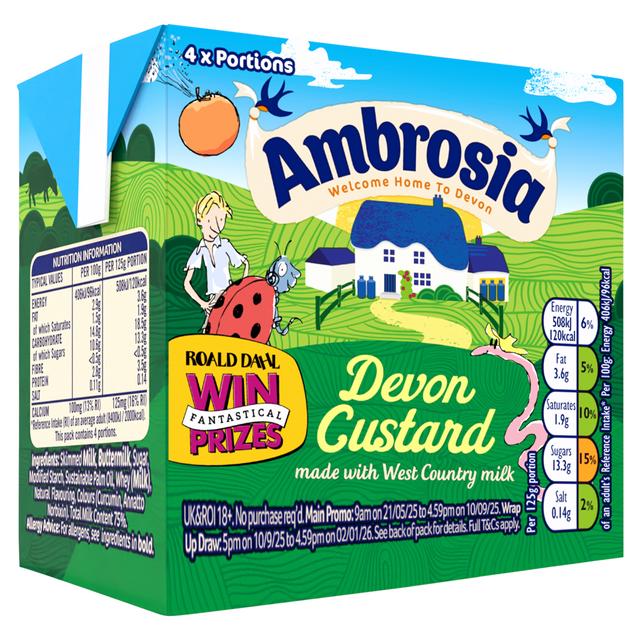 4 x Portions
Ambrosia
Welcome Home To Devon
ROALD DAHL
WIN
FANTASTICAL
PRIZES
Devon
Custard
made with West Country milk
UK&ROI 18+. No purchase req'd. Main Promo: 9am on 21/05/25 to 4.59pm on 10/09/25. Wrap
Up Draw: 5pm on 10/9/25 to 4.59pm on 02/01/26. See back of pack for details. Full T&Cs apply.
Per 125g portion
Energy
508kJ
120kcal
6%
Fat
3.6g
5%
Saturates
1.9g
10%
Sugars
13.3g
15%
Salt
0.14g
2%
of an adult's Reference Intake* Per 100g: Energy 406kJ/96kcal
NUTRITION INFORMATION
TYPICAL VALUES PER 100g PER 125g PORTION
ENERGY 406kJ/96kcal 508kJ/120kcal
FAT 2.9g 3.6g
of which Saturates 1.5g 1.9g
CARBOHYDRATE 14.8g 18.5g
of which Sugars 10.6g 13.3g
FIBRE <0.5g <0.5g
PROTEIN 2.8g 3.5g
SALT 0.11g 0.14
CALCIUM 100mg (13% RI) 125mg (16% RI)
*Reference Intake (RI) of an average adult (8400kJ / 2000kcal).
This pack contains 4 portions.
Ingredients: Skimmed Milk, Buttermilk, Sugar,
Modified Starch, Sustainable Palm Oil, Whey (Milk),
Natural Flavouring, Colours (Curcumin, Annatto
Norbixin). Total Milk Content 75%.
Allergy Advice: For allergens, see ingredients in bold.